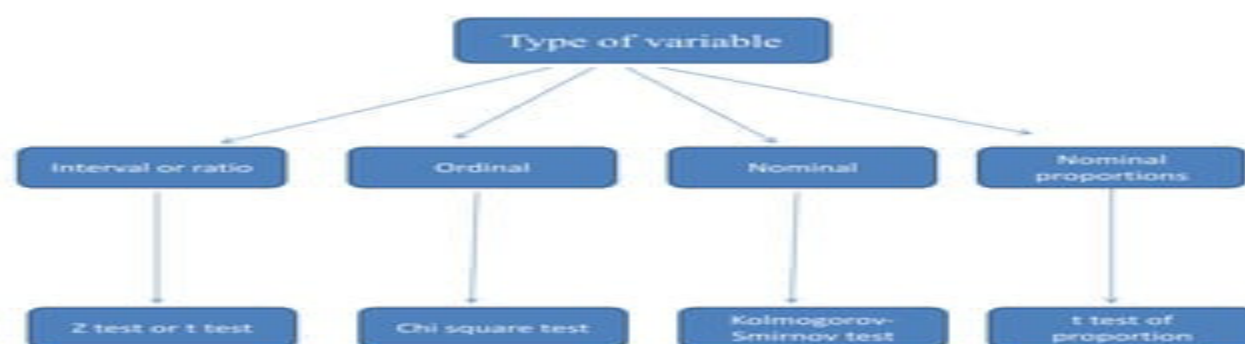 Type of variable
Interval or ratio
Ordinal
Nominal
Nominal
proportions
Z test or t test
Chi square test
Kolmogorov-
Smirnov test
t test of
proportion